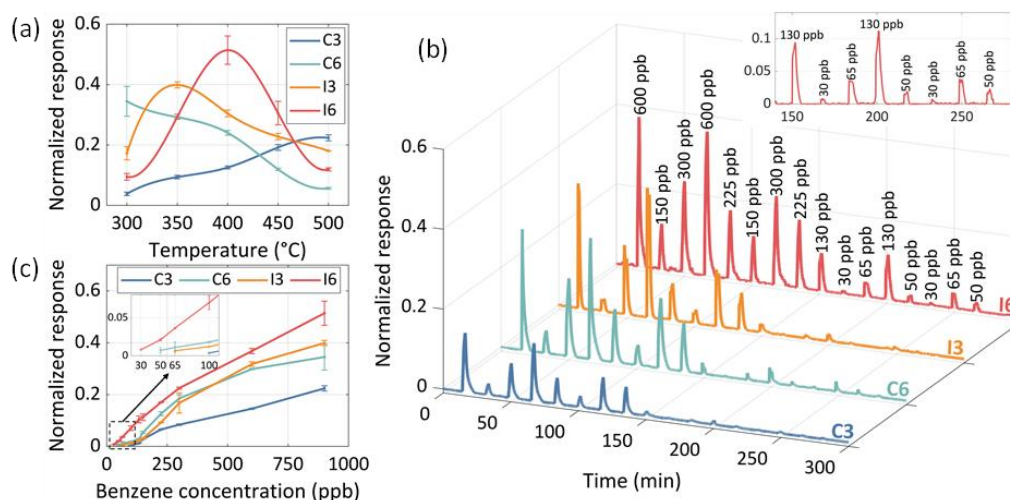 (a)
Normalized response
0.6
0.4
0.2
0
300
350
400
450
500
Temperature (°C)
C3
C6
I3
I6
(b)
Normalized response
0.6
0.4
0.2
0
0
50
100
150
200
250
300
Time (min)
600 ppb
150 ppb
300 ppb
600 ppb
225 ppb
150 ppb
300 ppb
225 ppb
130 ppb
30 ppb
65 ppb
130 ppb
50 ppb
30 ppb
65 ppb
50 ppb
I6
I3
C6
C3
0.1
0.05
0
150
200
250
130 ppb
30 ppb
65 ppb
130 ppb
50 ppb
30 ppb
65 ppb
50 ppb
(c)
Normalized response
0.6
0.4
0.2
0
0
200
400
600
800
1000
Benzene concentration (ppb)
C3
C6
I3
I6
0.05
0
30
50
65
100